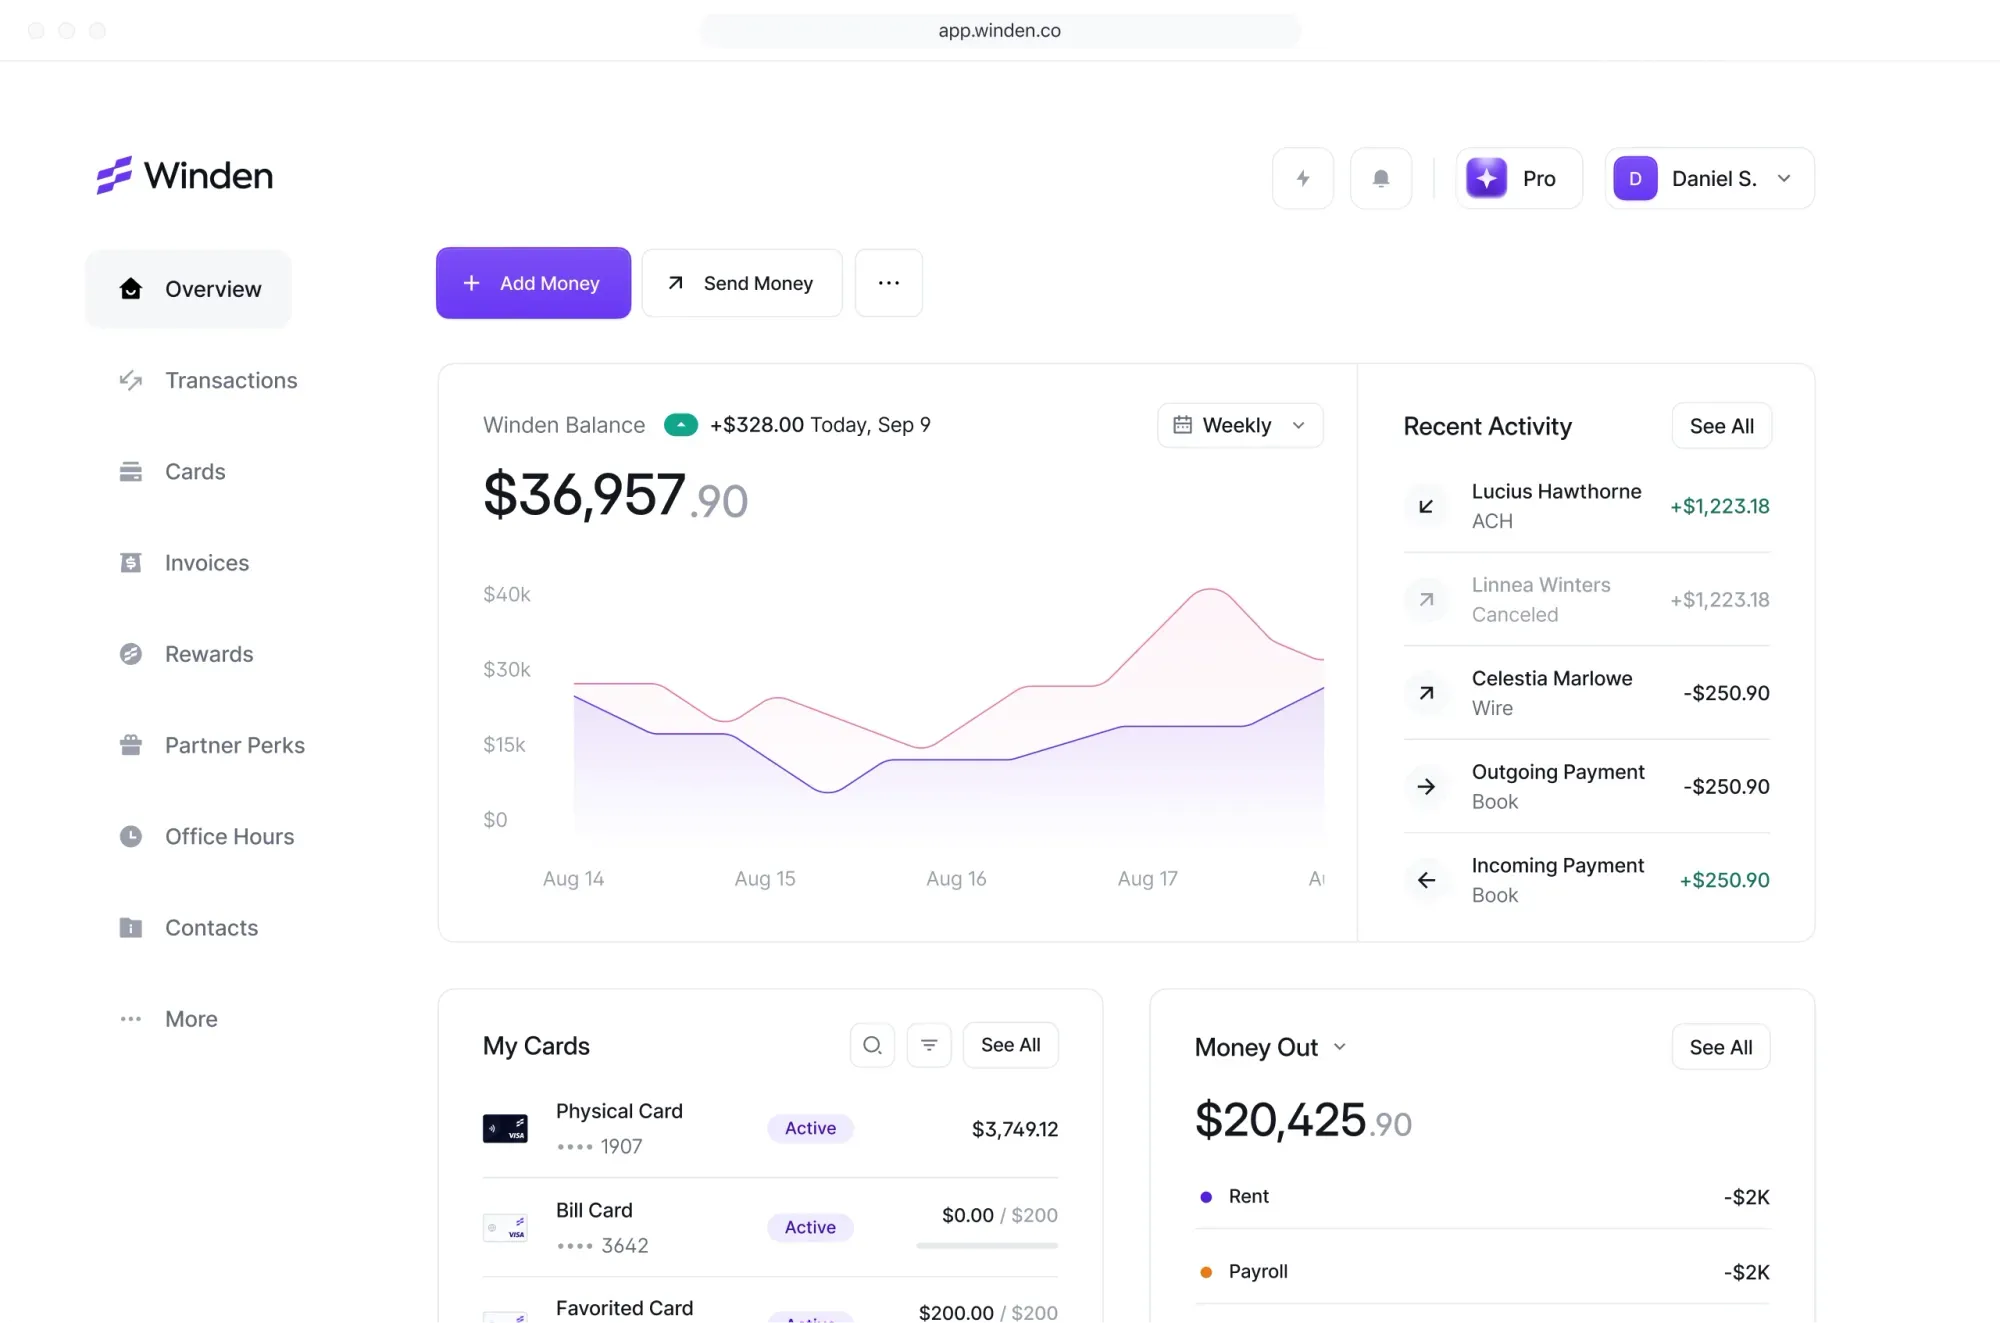 app.winden.co
Winden
Pro
D
Daniel S.
Overview
Transactions
Cards
Invoices
Rewards
Partner Perks
Office Hours
Contacts
More
Add Money
Send Money
Winden Balance
+$328.00 Today, Sep 9
Weekly
$36,957.90
$40k
$30k
$15k
$0
Aug 14
Aug 15
Aug 16
Aug 17
Recent Activity
See All
Lucius Hawthorne
ACH
+$1,223.18
Linnea Winters
Canceled
+$1,223.18
Celestia Marlowe
Wire
-$250.90
Outgoing Payment
Book
-$250.90
Incoming Payment
Book
+$250.90
My Cards
See All
VISA
Physical Card
•••• 1907
Active
$3,749.12
VISA
Bill Card
•••• 3642
Active
$0.00 / $200
Favorited Card
Active
$200.00 / $200
Money Out
See All
$20,425.90
Rent
-$2K
Payroll
-$2K